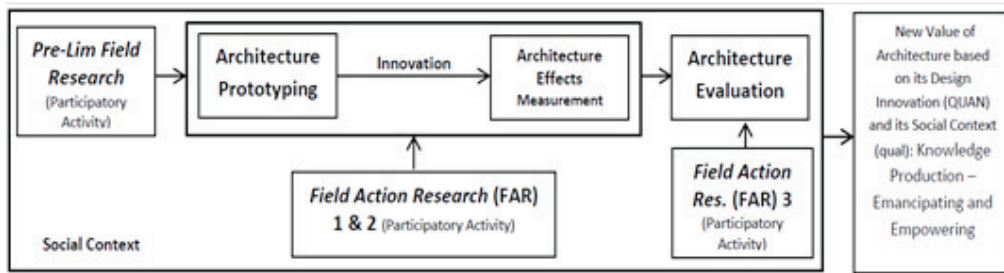 Pre-Lim Field
Research
(Participatory
Activity)
Architecture
Prototyping
Innovation
Architecture
Effects
Measurement
Architecture
Evaluation
Field Action Research (FAR)
1 & 2 (Participatory Activity)
Field Action
Res. (FAR) 3
(Participatory
Activity)
Social Context
New Value of
Architecture based
on its Design
Innovation (QUAN)
and its Social Context
(qual): Knowledge
Production –
Emancipating and
Empowering